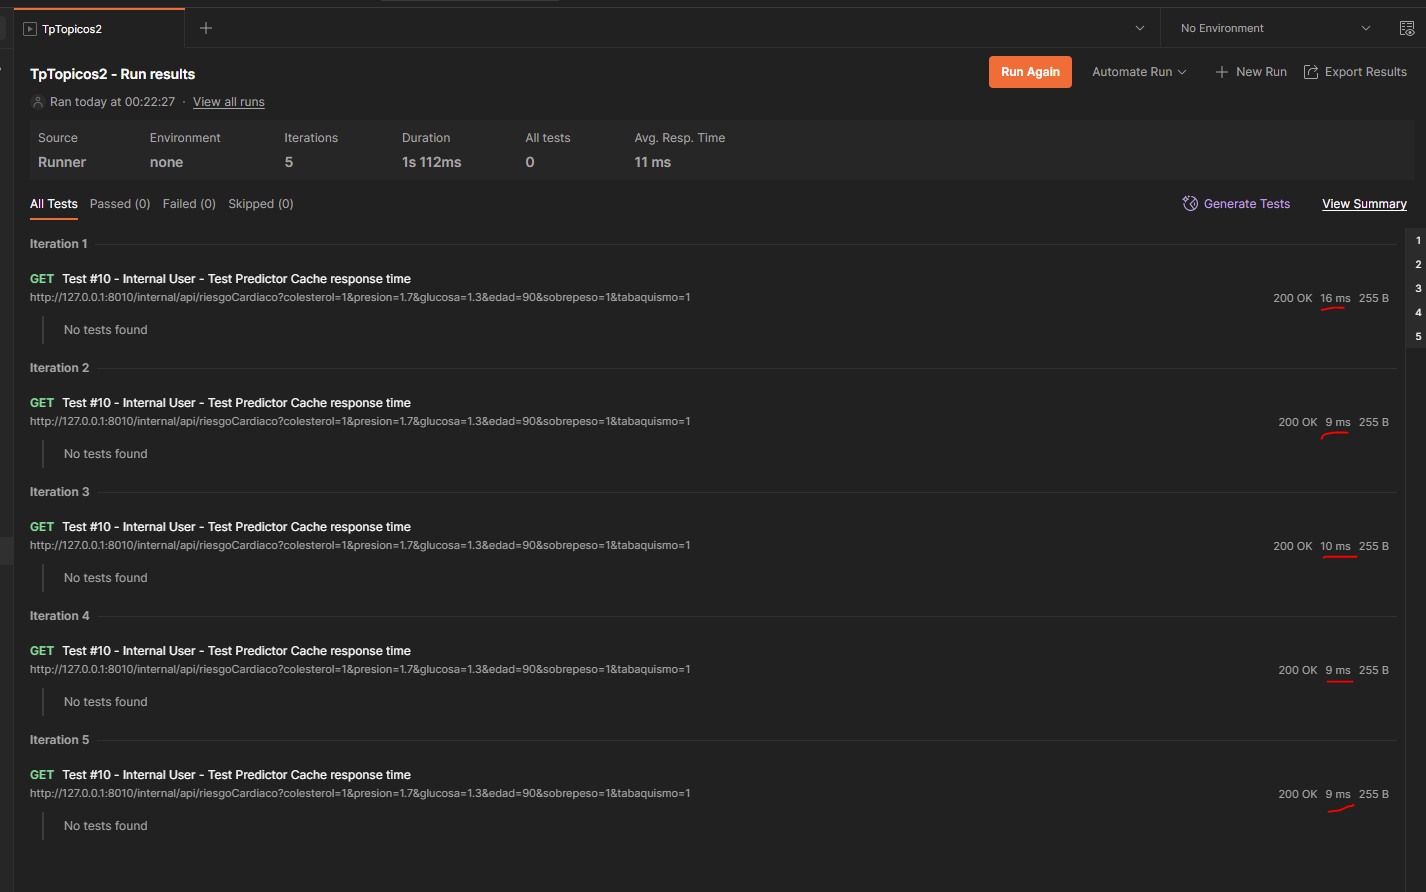 TpTopicos2
No Environment
TpTopicos2 - Run results
Run Again
Automate Run
New Run
Export Results
Ran today at 00:22:27 · View all runs
Source Environment Iterations Duration All tests Avg. Resp. Time
Runner none 5 1s 112ms 0 11 ms
All Tests Passed (0) Failed (0) Skipped (0)
Generate Tests
View Summary
Iteration 1
GET Test #10 - Internal User - Test Predictor Cache response time
http://127.0.0.1:8010/internal/api/riesgoCardiaco?colesterol=1&presion=1.7&glucosa=1.3&edad=90&sobrepeso=1&tabaquismo=1
200 OK 16 ms 255 B
No tests found
Iteration 2
GET Test #10 - Internal User - Test Predictor Cache response time
http://127.0.0.1:8010/internal/api/riesgoCardiaco?colesterol=1&presion=1.7&glucosa=1.3&edad=90&sobrepeso=1&tabaquismo=1
200 OK 9 ms 255 B
No tests found
Iteration 3
GET Test #10 - Internal User - Test Predictor Cache response time
http://127.0.0.1:8010/internal/api/riesgoCardiaco?colesterol=1&presion=1.7&glucosa=1.3&edad=90&sobrepeso=1&tabaquismo=1
200 OK 10 ms 255 B
No tests found
Iteration 4
GET Test #10 - Internal User - Test Predictor Cache response time
http://127.0.0.1:8010/internal/api/riesgoCardiaco?colesterol=1&presion=1.7&glucosa=1.3&edad=90&sobrepeso=1&tabaquismo=1
200 OK 9 ms 255 B
No tests found
Iteration 5
GET Test #10 - Internal User - Test Predictor Cache response time
http://127.0.0.1:8010/internal/api/riesgoCardiaco?colesterol=1&presion=1.7&glucosa=1.3&edad=90&sobrepeso=1&tabaquismo=1
200 OK 9 ms 255 B
No tests found
1
2
3
4
5